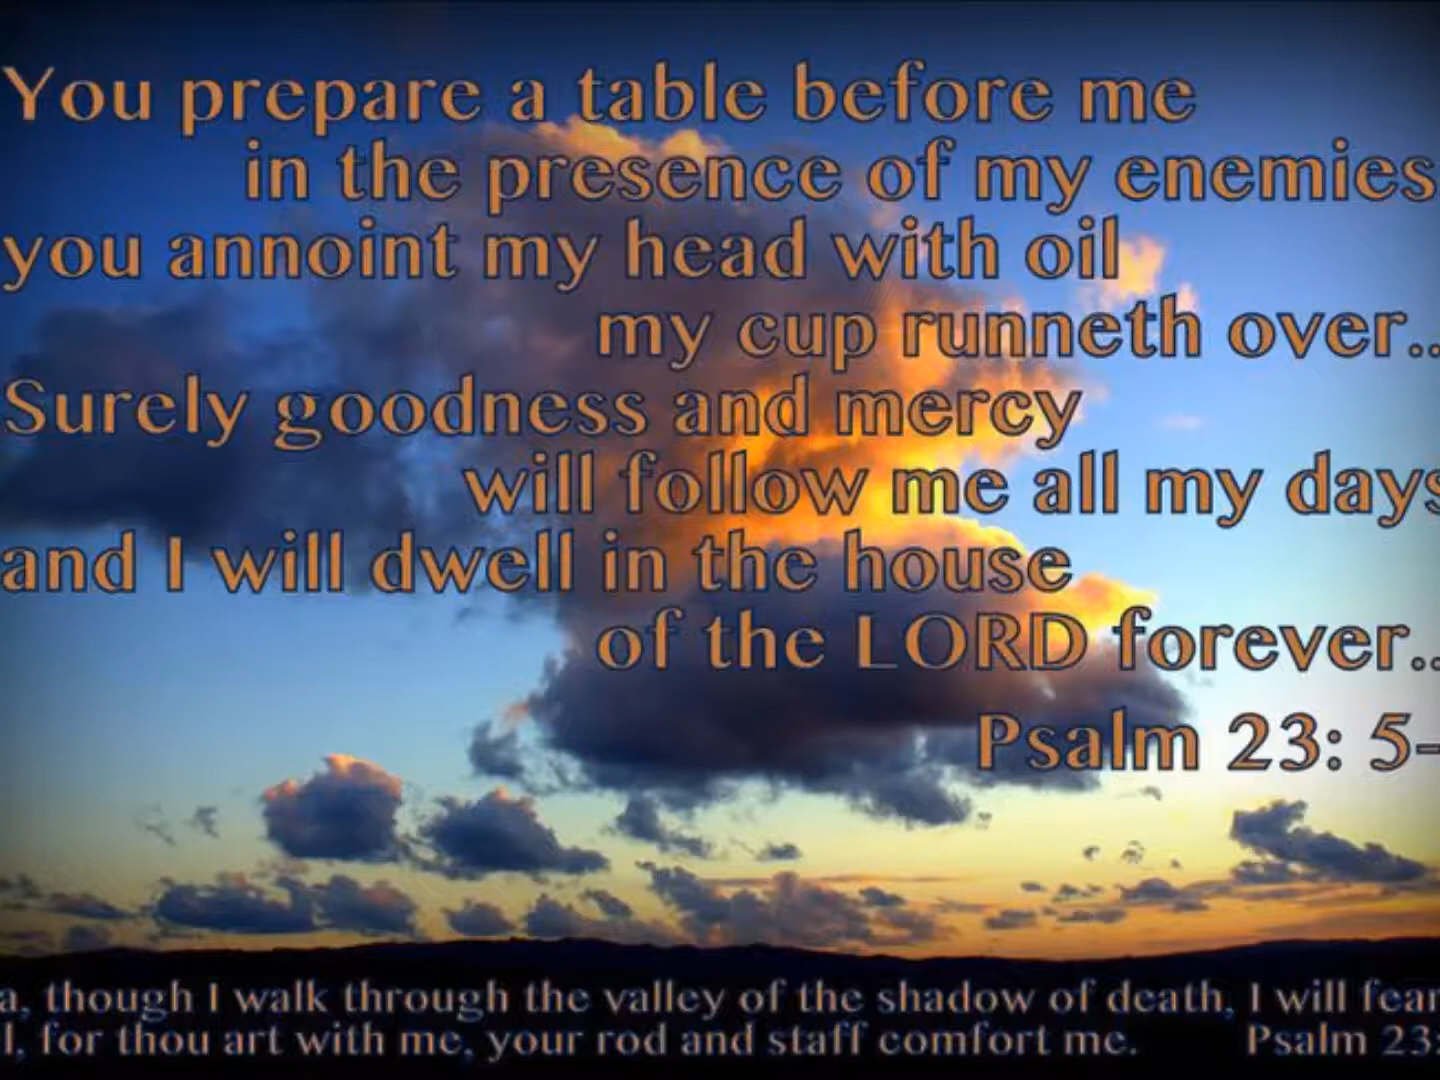 You prepare a table before me
in the presence of my enemies
you annoint my head with oil
my cup runneth over..
Surely goodness and mercy
will follow me all my days
and I will dwell in the house
of the LORD forever..
Psalm 23: 5-
a, though I walk through the valley of the shadow of death, I will fear
l, for thou art with me, your rod and staff comfort me. Psalm 23: